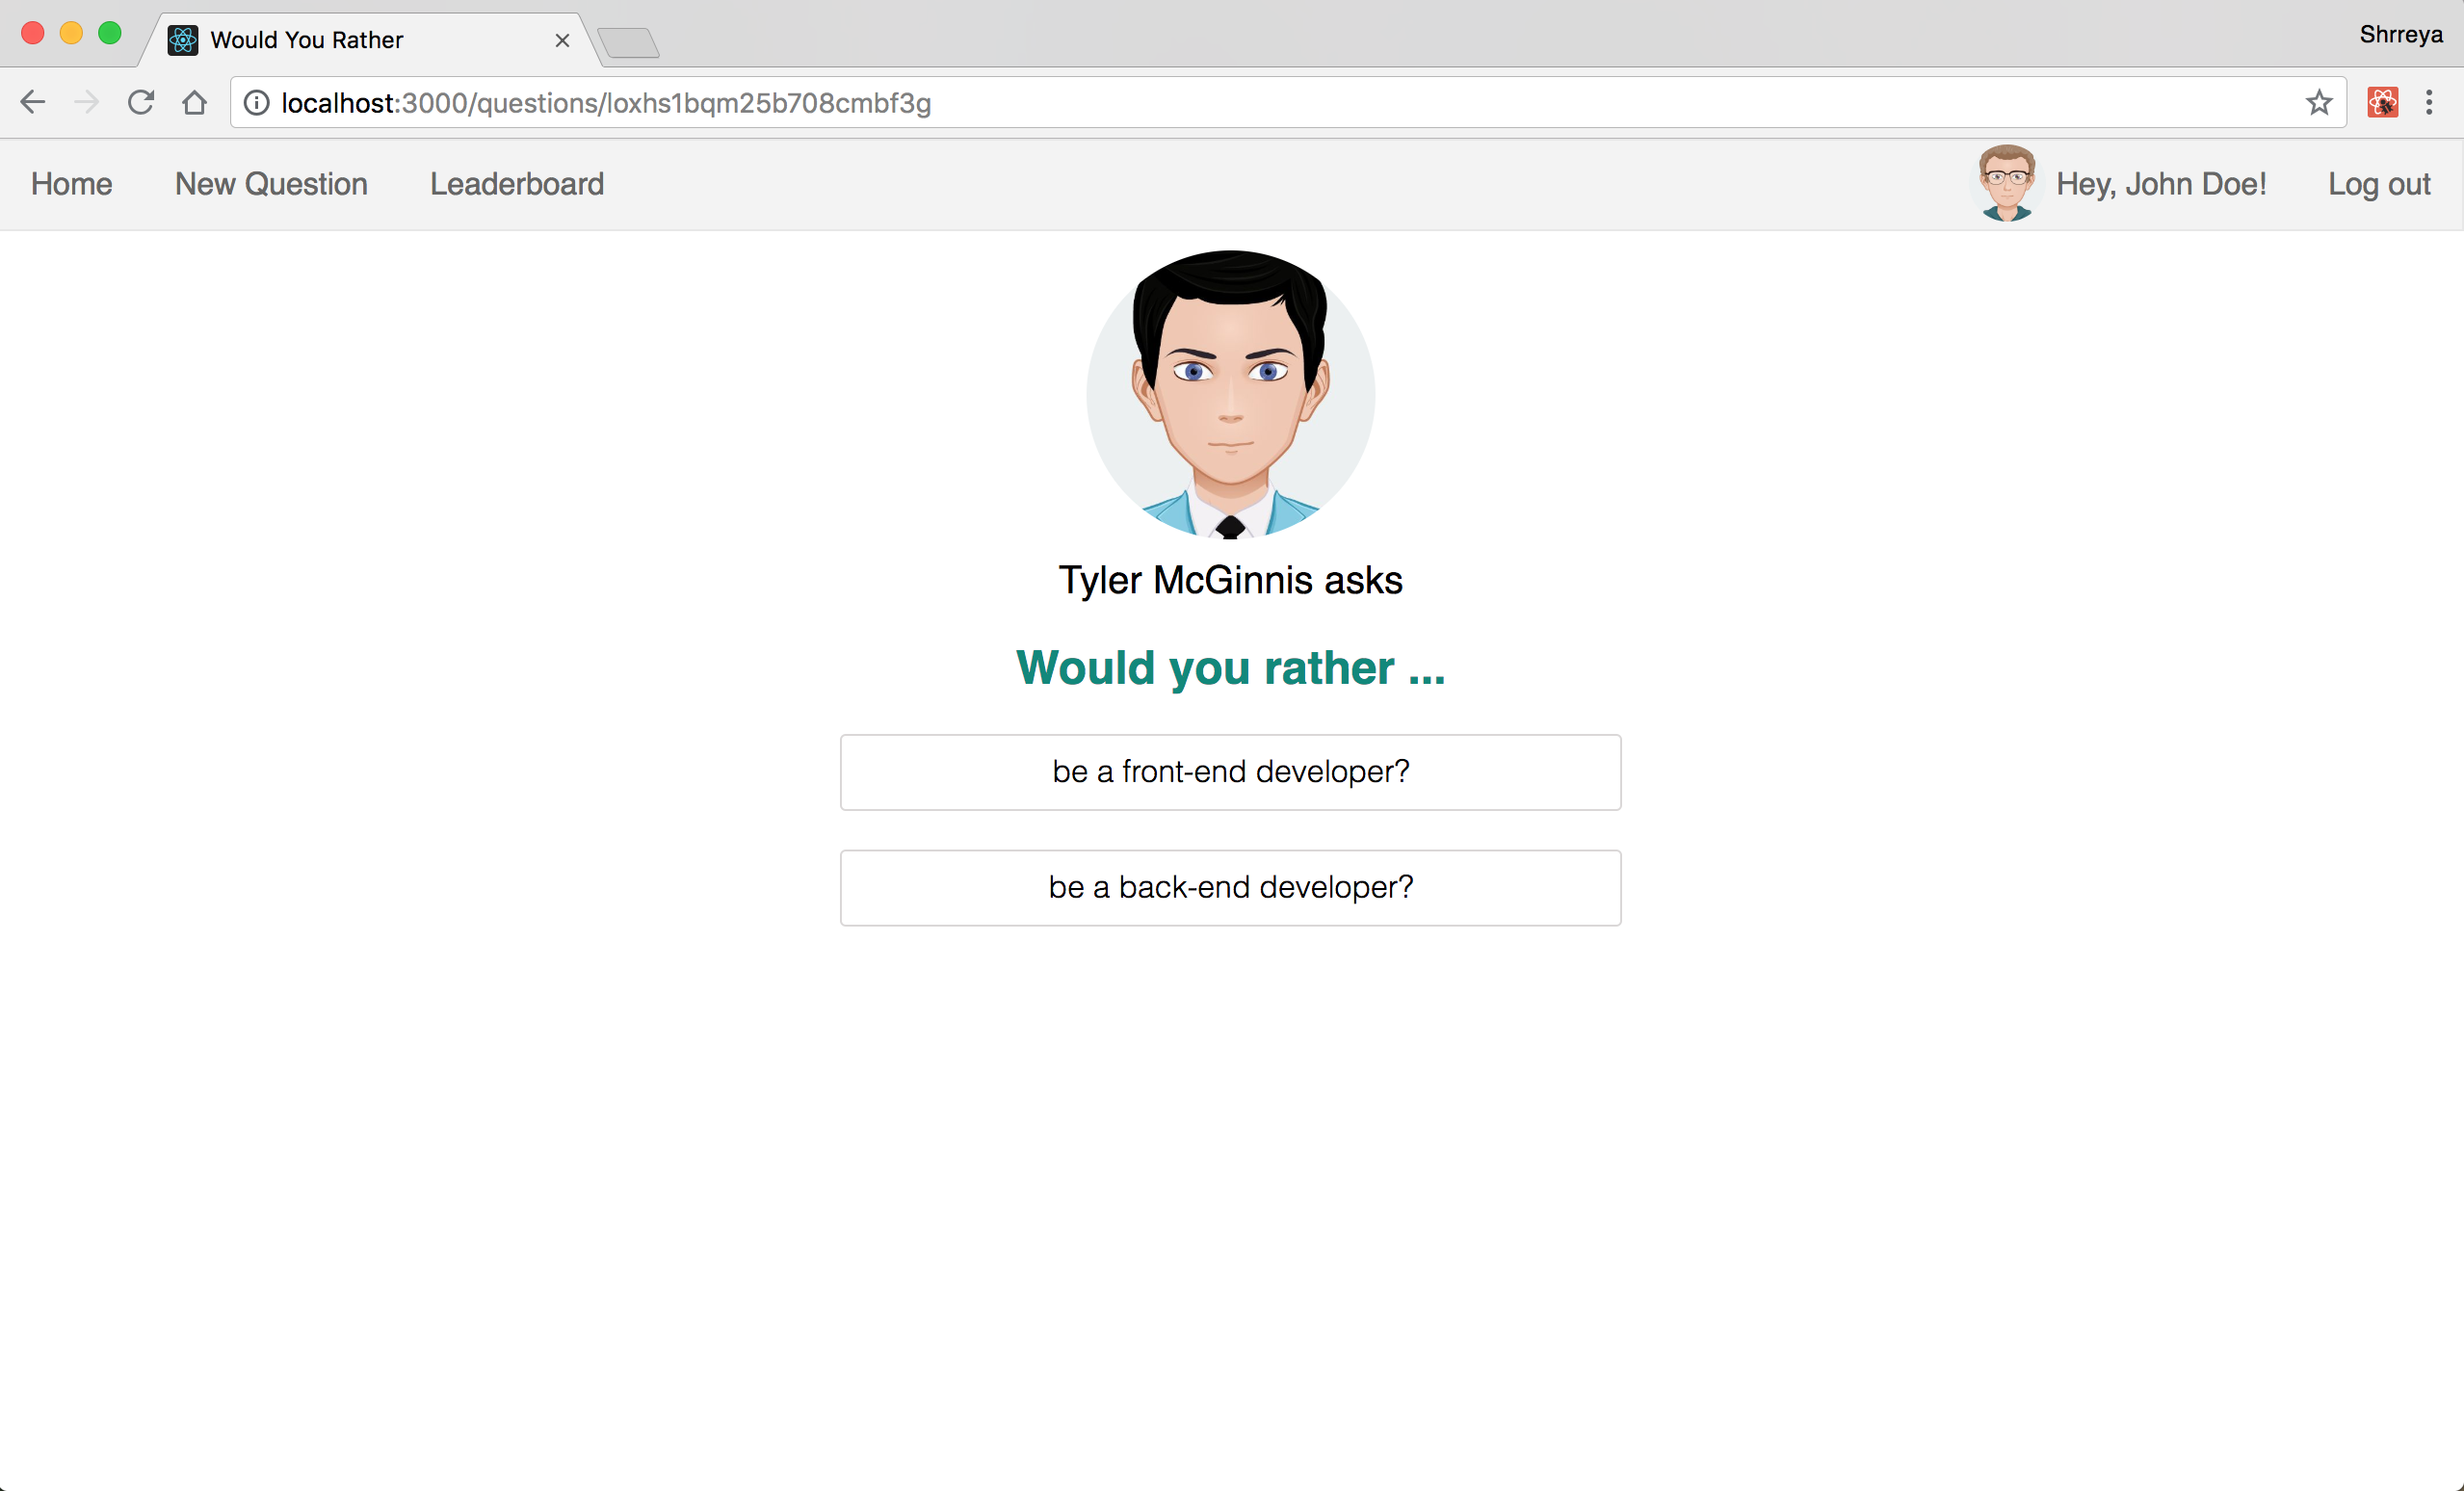 Would You Rather
Shrreya
localhost:3000/questions/loxhs1bqm25b708cmbf3g
Home New Question Leaderboard Hey, John Doe! Log out
Tyler McGinnis asks
Would you rather ...
be a front-end developer?
be a back-end developer?